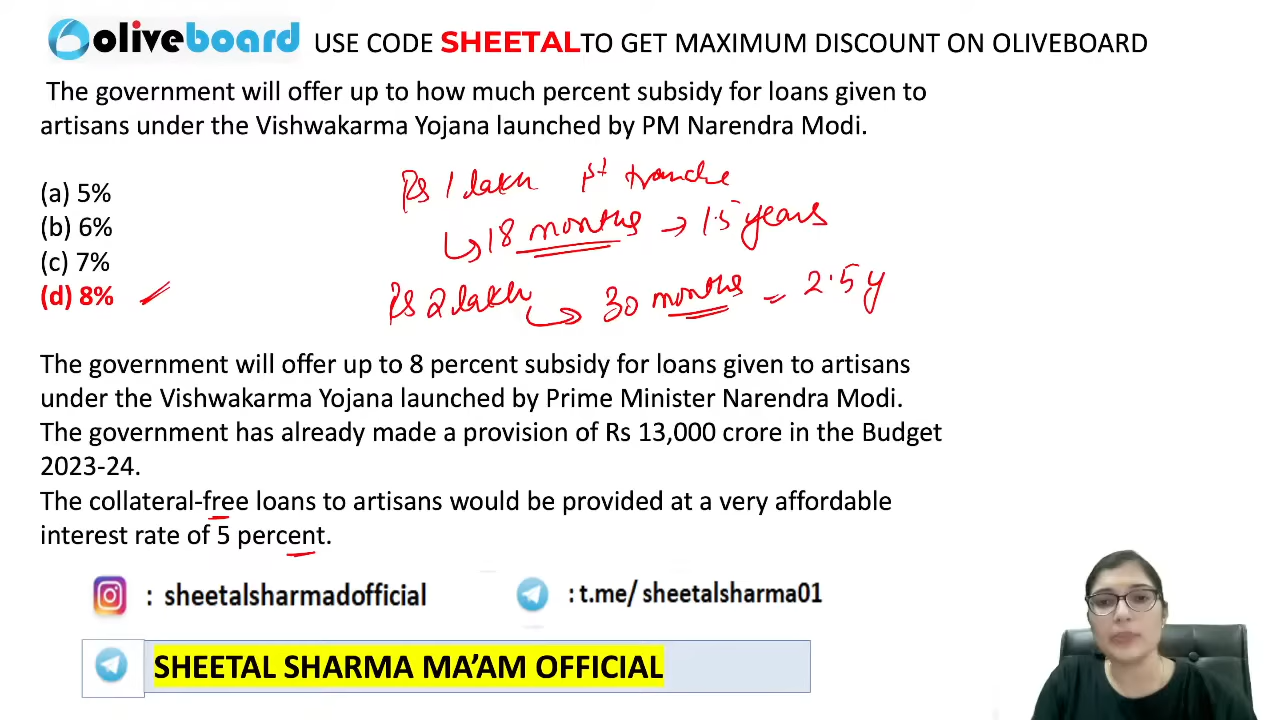 oliveboard USE CODE SHEETAL TO GET MAXIMUM DISCOUNT ON OLIVEBOARD
The government will offer up to how much percent subsidy for loans given to
artisans under the Vishwakarma Yojana launched by PM Narendra Modi.
(a) 5%
Rs 1 lakh 1st tranche
(b) 6%
18 months → 1.5 years
(c) 7%
(d) 8%
Rs 2 lakh 30 months = 2.5 y
The government will offer up to 8 percent subsidy for loans given to artisans
under the Vishwakarma Yojana launched by Prime Minister Narendra Modi.
The government has already made a provision of Rs 13,000 crore in the Budget
2023-24.
The collateral-free loans to artisans would be provided at a very affordable
interest rate of 5 percent.
: sheetalsharmadofficial
: t.me/ sheetalsharma01
SHEETAL SHARMA MA’AM OFFICIAL